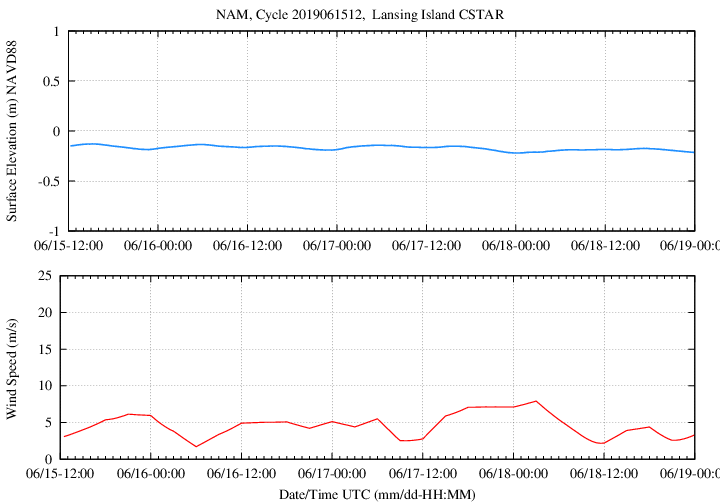 NAM, Cycle 2019061512,  Lansing Island CSTAR
Surface Elevation (m) NAVD88
1
0.5
0
-0.5
-1
06/15-12:00 06/16-00:00 06/16-12:00 06/17-00:00 06/17-12:00 06/18-00:00 06/18-12:00 06/19-00:0
Wind Speed (m/s)
25
20
15
10
5
0
06/15-12:00 06/16-00:00 06/16-12:00 06/17-00:00 06/17-12:00 06/18-00:00 06/18-12:00 06/19-00:0
Date/Time UTC (mm/dd-HH:MM)